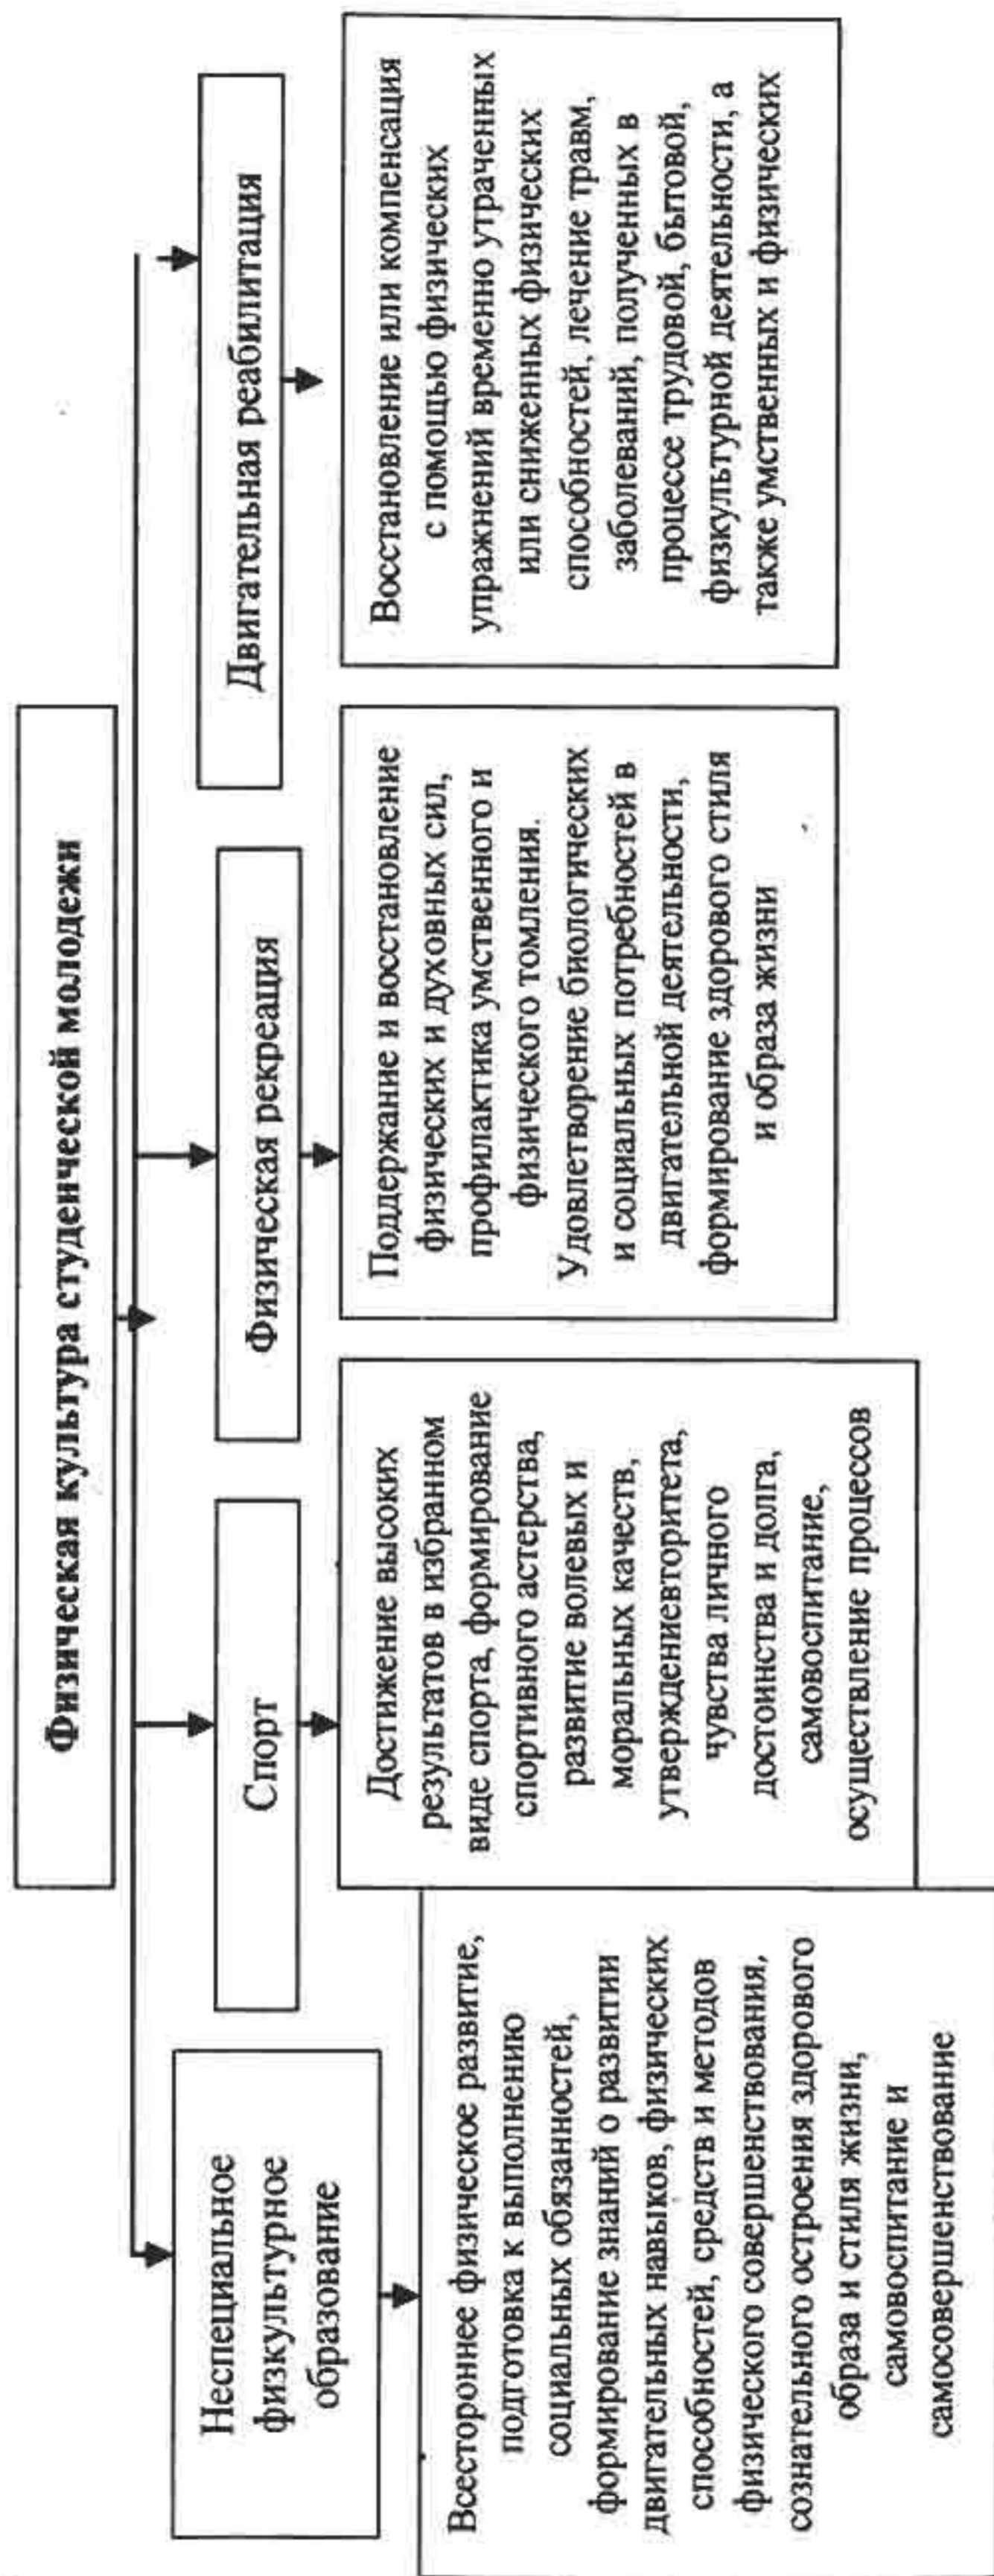 Физическая культура студенческой молодежи
Неспециальное
физкультурное
образование
Спорт
Физическая рекреация
Двигательная реабилитация
Всестороннее физическое развитие,
подготовка к выполнению
социальных обязанностей,
формирование знаний о развитии
двигательных навыков, физических
способностей, средств и методов
физического совершенствования,
сознательного остроения здорового
образа и стиля жизни,
самовоспитание и
самосовершенствование
Достижение высоких
результатов в избранном
виде спорта, формирование
спортивного астерства,
развитие волевых и
моральных качеств,
утверждениевторитета,
чувства личного
достоинства и долга,
самовоспитание,
осуществление процессов
Поддержание и восстановление
физических и духовных сил,
профилактика умственного и
физического томления.
Удовлетворение биологических
и социальных потребностей в
двигательной деятельности,
формирование здорового стиля
и образа жизни
Восстановление или компенсация
с помощью физических
упражнений временно утраченных
или сниженных физических
способностей, лечение травм,
заболеваний, полученных в
процессе трудовой, бытовой,
физкультурной деятельности, а
также умственных и физических